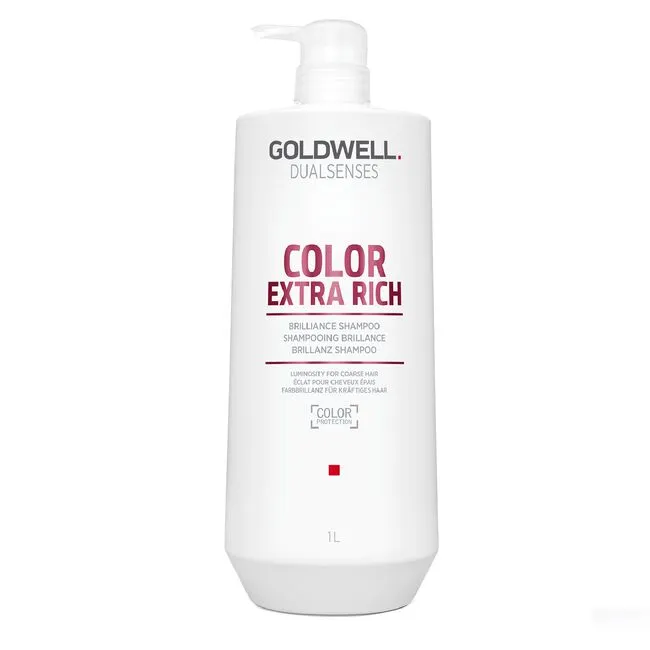 GOLDWELL.
DUALSENSES
COLOR
EXTRA RICH
BRILLIANCE SHAMPOO
SHAMPOOING BRILLANCE
BRILLANZ SHAMPOO
LUMINOSITY FOR COARSE HAIR
ÉCLAT POUR CHEVEUX ÉPAIS
FARBBRILLANZ FÜR KRÄFTIGES HAAR
COLOR
PROTECTION
1L